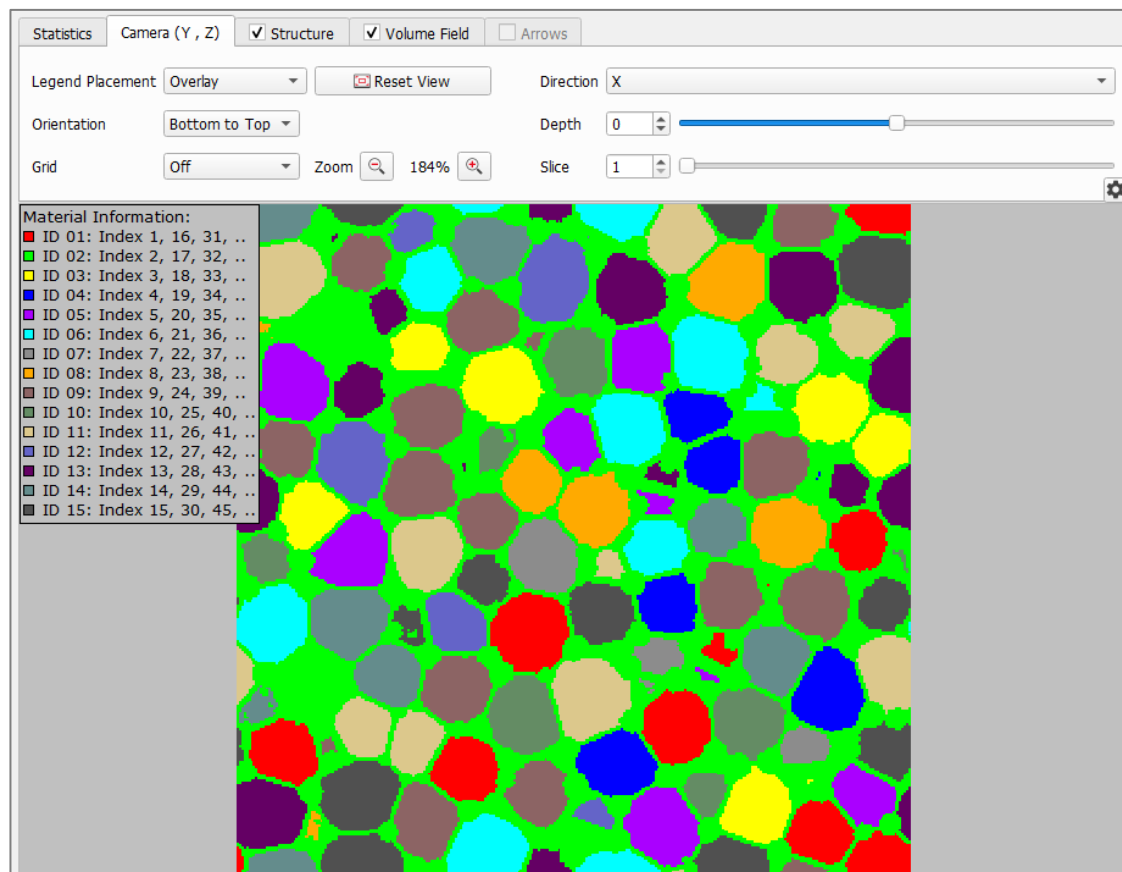 Statistics Camera (Y , Z) Structure Volume Field Arrows
Legend Placement Overlay Reset View Direction X
Orientation Bottom to Top Depth 0
Grid Off Zoom 184% Slice 1
Material Information:
ID 01: Index 1, 16, 31, ..
ID 02: Index 2, 17, 32, ..
ID 03: Index 3, 18, 33, ..
ID 04: Index 4, 19, 34, ..
ID 05: Index 5, 20, 35, ..
ID 06: Index 6, 21, 36, ..
ID 07: Index 7, 22, 37, ..
ID 08: Index 8, 23, 38, ..
ID 09: Index 9, 24, 39, ..
ID 10: Index 10, 25, 40, ..
ID 11: Index 11, 26, 41, ..
ID 12: Index 12, 27, 42, ..
ID 13: Index 13, 28, 43, ..
ID 14: Index 14, 29, 44, ..
ID 15: Index 15, 30, 45, ..